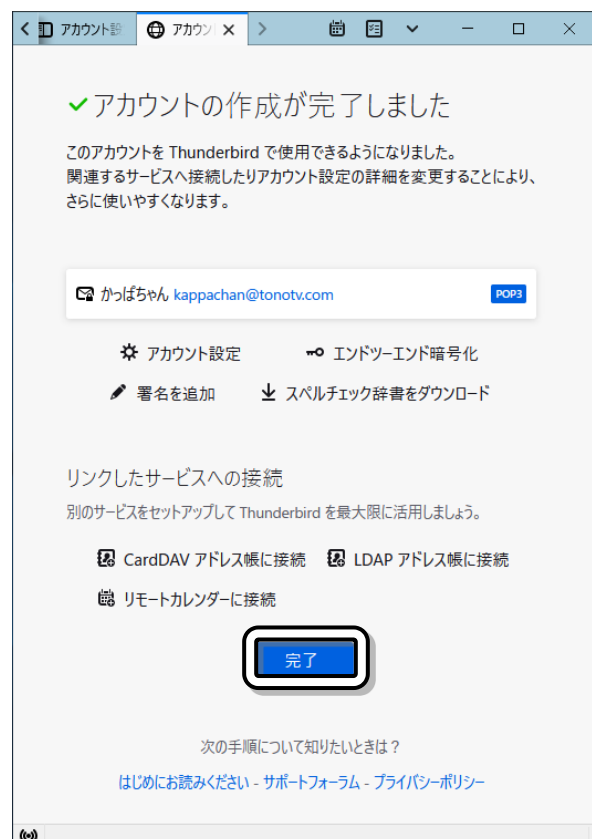 アカウント設
アカウン
アカウントの作成が完了しました
このアカウントを Thunderbird で使用できるようになりました。
関連するサービスへ接続したりアカウント設定の詳細を変更することにより、
さらに使いやすくなります。
かっぱちゃん kappachan@tonotv.com POP3
アカウント設定 エンドツーエンド暗号化
署名を追加 スペルチェック辞書をダウンロード
リンクしたサービスへの接続
別のサービスをセットアップして Thunderbird を最大限に活用しましょう。
CardDAV アドレス帳に接続 LDAP アドレス帳に接続
リモートカレンダーに接続
完了
次の手順について知りたいときは？
はじめにお読みください - サポートフォーラム - プライバシーポリシー